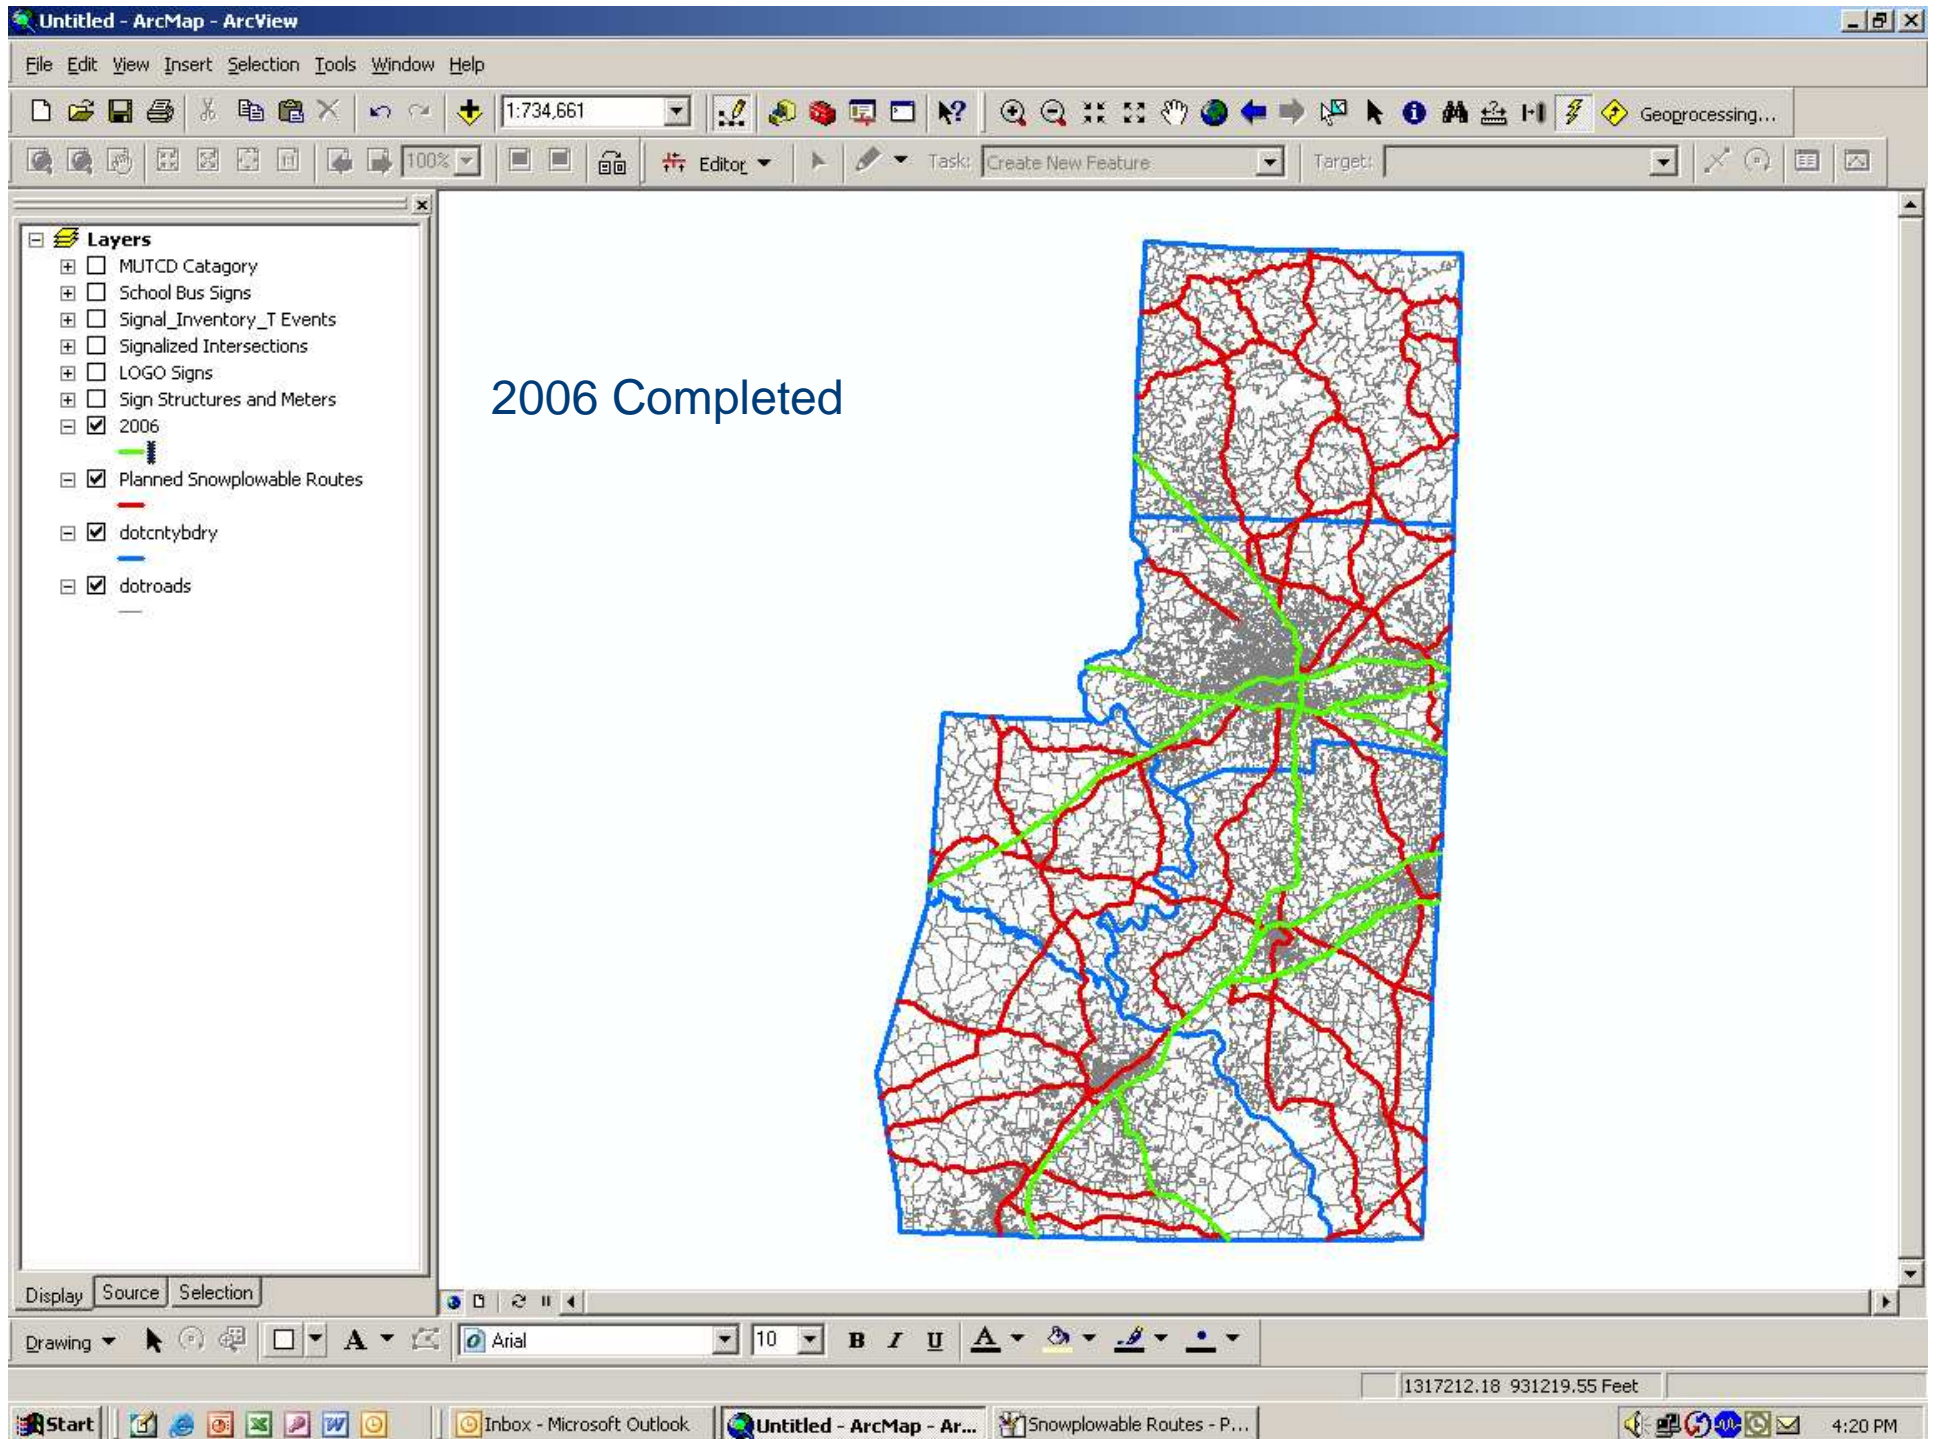 Untitled - ArcMap - ArcView
File Edit View Insert Selection Tools Window Help
1:734,661
Geoprocessing...
100%
Editor
Task:
Create New Feature
Target:
Layers
MUTCD Catagory
School Bus Signs
Signal_Inventory_T Events
Signalized Intersections
LOGO Signs
Sign Structures and Meters
2006
Planned Snowplowable Routes
dotcntybdry
dotroads
2006 Completed
Display Source Selection
Drawing
A
Arial
10
B I U A
1317212.18 931219.55 Feet
Start
Inbox - Microsoft Outlook
Untitled - ArcMap - Ar...
Snowplowable Routes - P...
4:20 PM